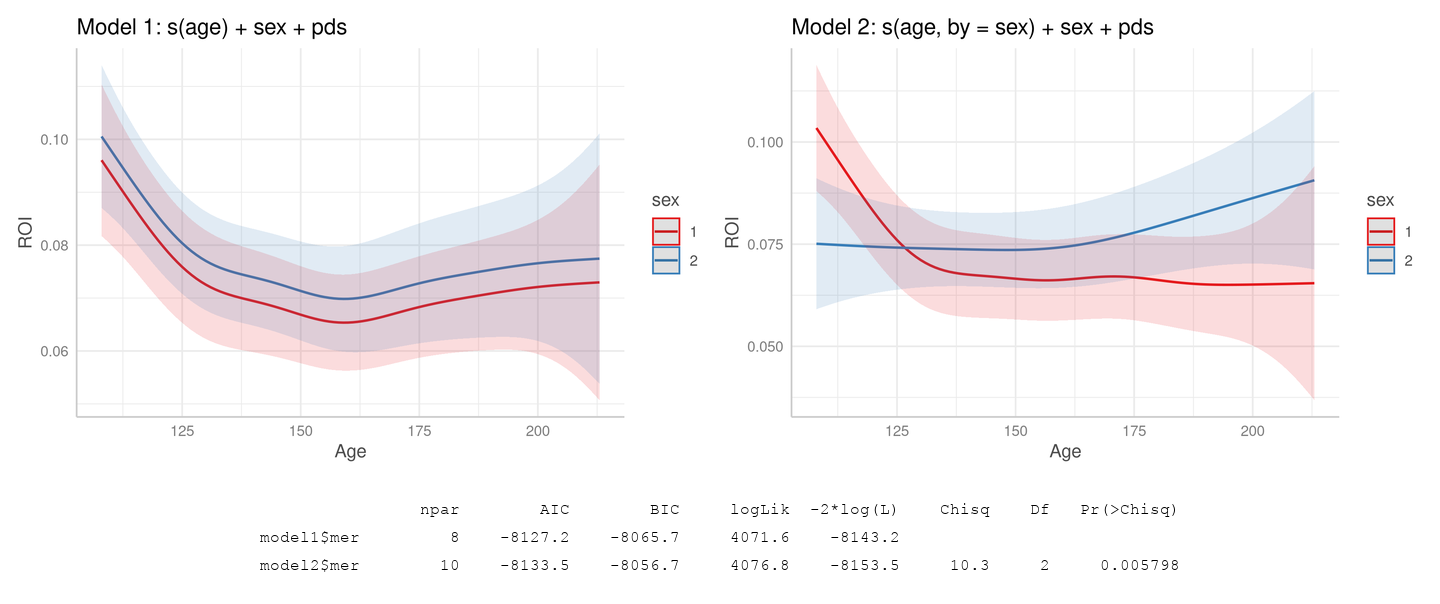 Model 1: s(age) + sex + pds
ROI
0.10
0.08
0.06
125 150 175 200
Age
sex
1
2
Model 2: s(age, by = sex) + sex + pds
ROI
0.100
0.075
0.050
125 150 175 200
Age
sex
1
2
npar AIC BIC logLik -2*log(L) Chisq Df Pr(>Chisq)
model1$mer 8 -8127.2 -8065.7 4071.6 -8143.2
model2$mer 10 -8133.5 -8056.7 4076.8 -8153.5 10.3 2 0.005798